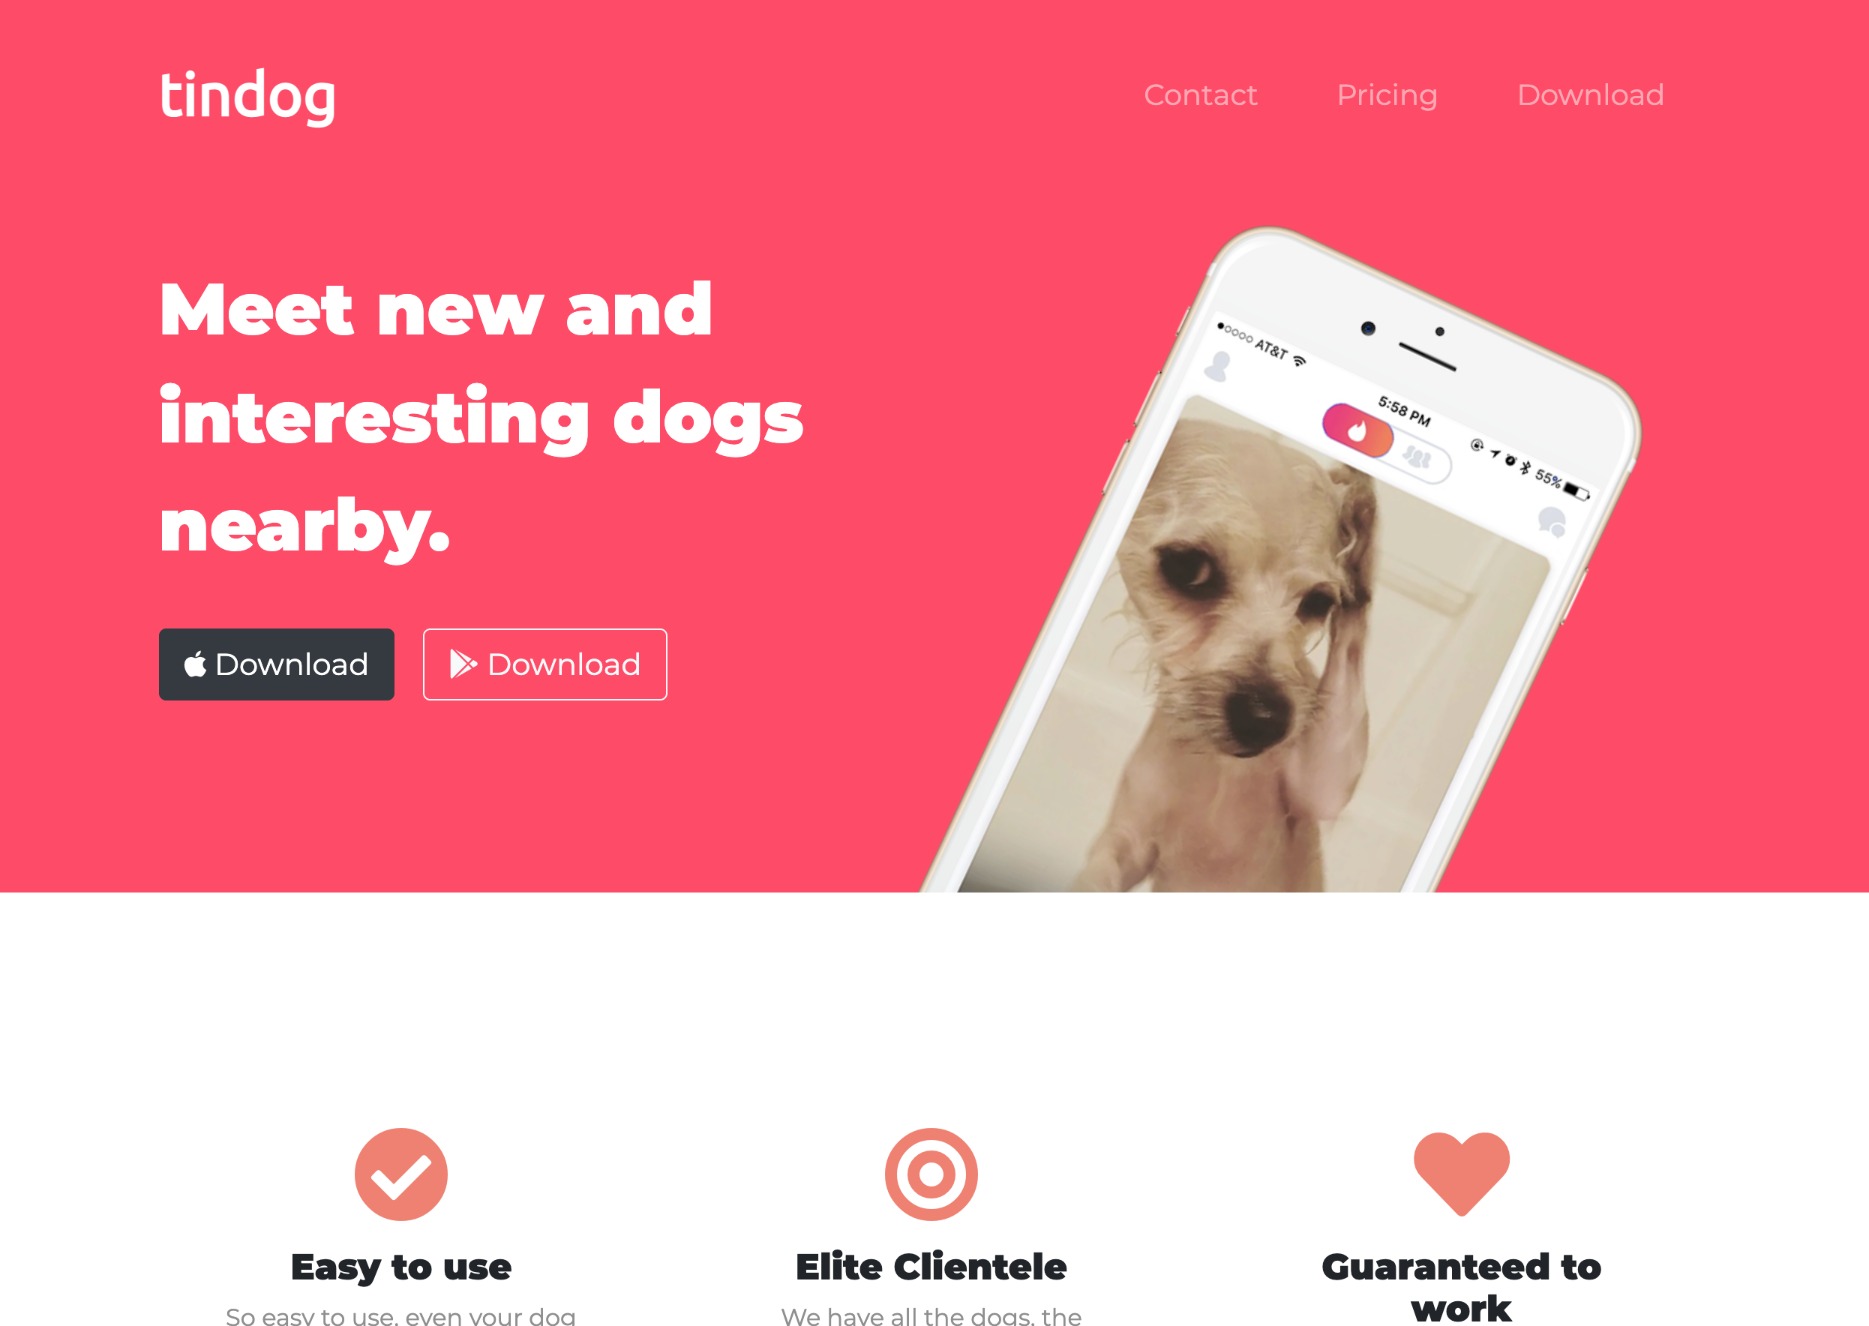 tindog
Contact Pricing Download
Meet new and
interesting dogs
nearby.
Download Download
AT&T
5:58 PM
55%
Easy to use
Elite Clientele
Guaranteed to
work
So easy to use, even your dog
We have all the dogs, the